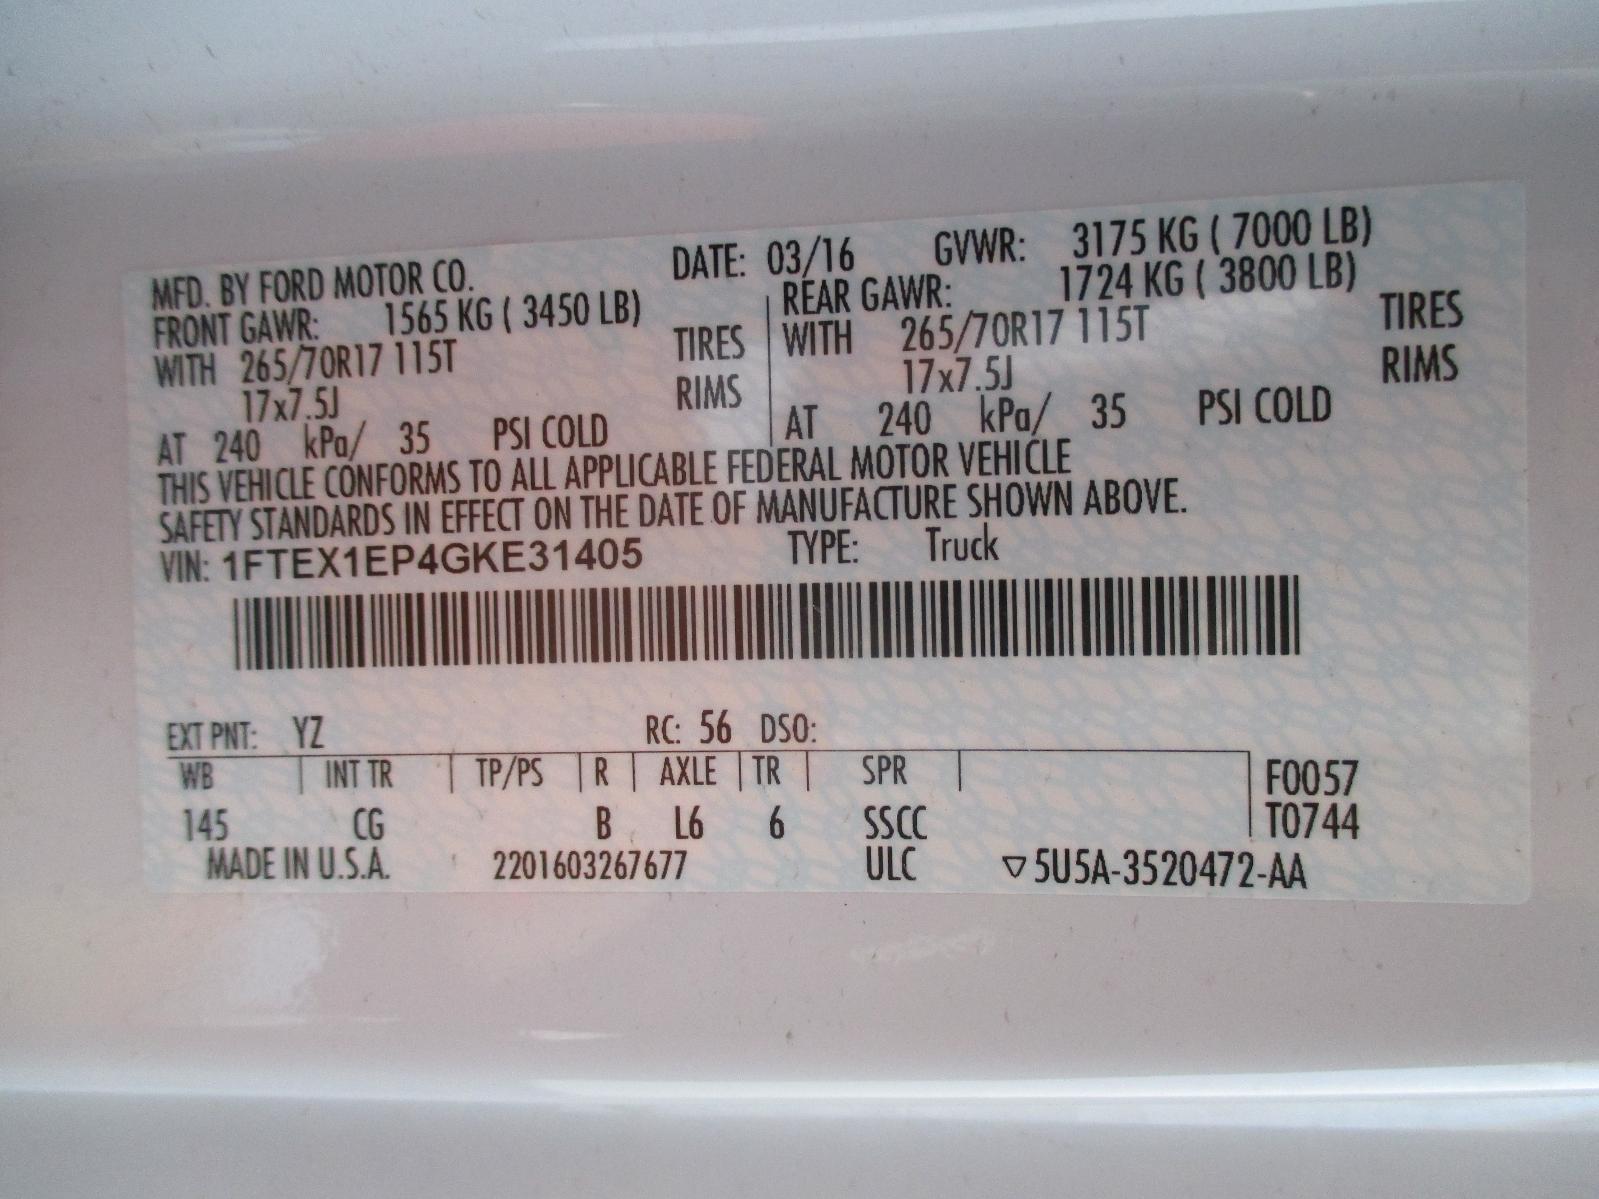 MFD. BY FORD MOTOR CO. DATE: 03/16 GVWR: 3175 KG ( 7000 LB)
FRONT GAWR: 1565 KG ( 3450 LB) REAR GAWR: 1724 KG ( 3800 LB)
WITH 265/70R17 115T TIRES WITH 265/70R17 115T TIRES
17x7.5J RIMS 17x7.5J RIMS
AT 240 kPa/ 35 PSI COLD AT 240 kPa/ 35 PSI COLD
THIS VEHICLE CONFORMS TO ALL APPLICABLE FEDERAL MOTOR VEHICLE
SAFETY STANDARDS IN EFFECT ON THE DATE OF MANUFACTURE SHOWN ABOVE.
VIN: 1FTEX1EP4GKE31405 TYPE: Truck
EXT PNT: YZ RC: 56 DSO:
WB INT TR TP/PS R AXLE TR SPR F0057
145 CG B L6 6 SSCC T0744
MADE IN U.S.A. 2201603267677 ULC ▽5U5A-3520472-AA